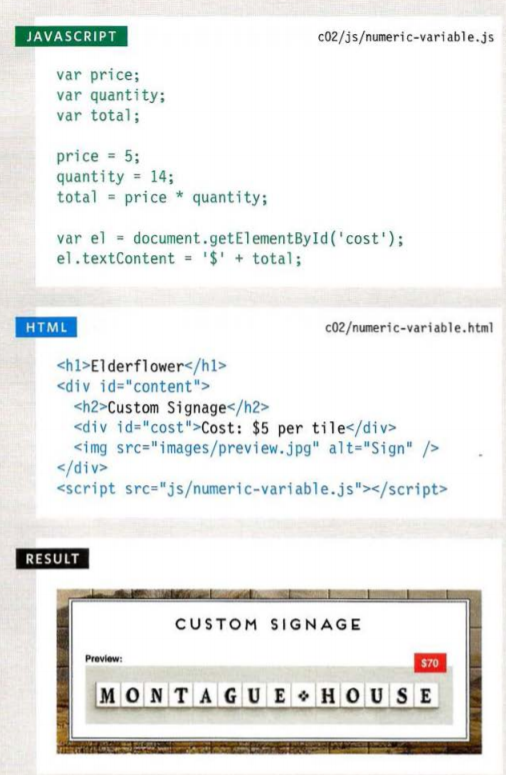 JAVASCRIPT
c02/js/numeric-variable.js
var price;
var quantity;
var total;
price = 5;
quantity = 14;
total = price * quantity;
var el = document.getElementById('cost');
el.textContent = '$' + total;
HTML
c02/numeric-variable.html
<h1>Elderflower</h1>
<div id="content">
<h2>Custom Signage</h2>
<div id="cost">Cost: $5 per tile</div>
<img src="images/preview.jpg" alt="Sign" />
</div>
<script src="js/numeric-variable.js"></script>
RESULT
CUSTOM SIGNAGE
Preview:
$70
MONTAGUE❖HOUSE